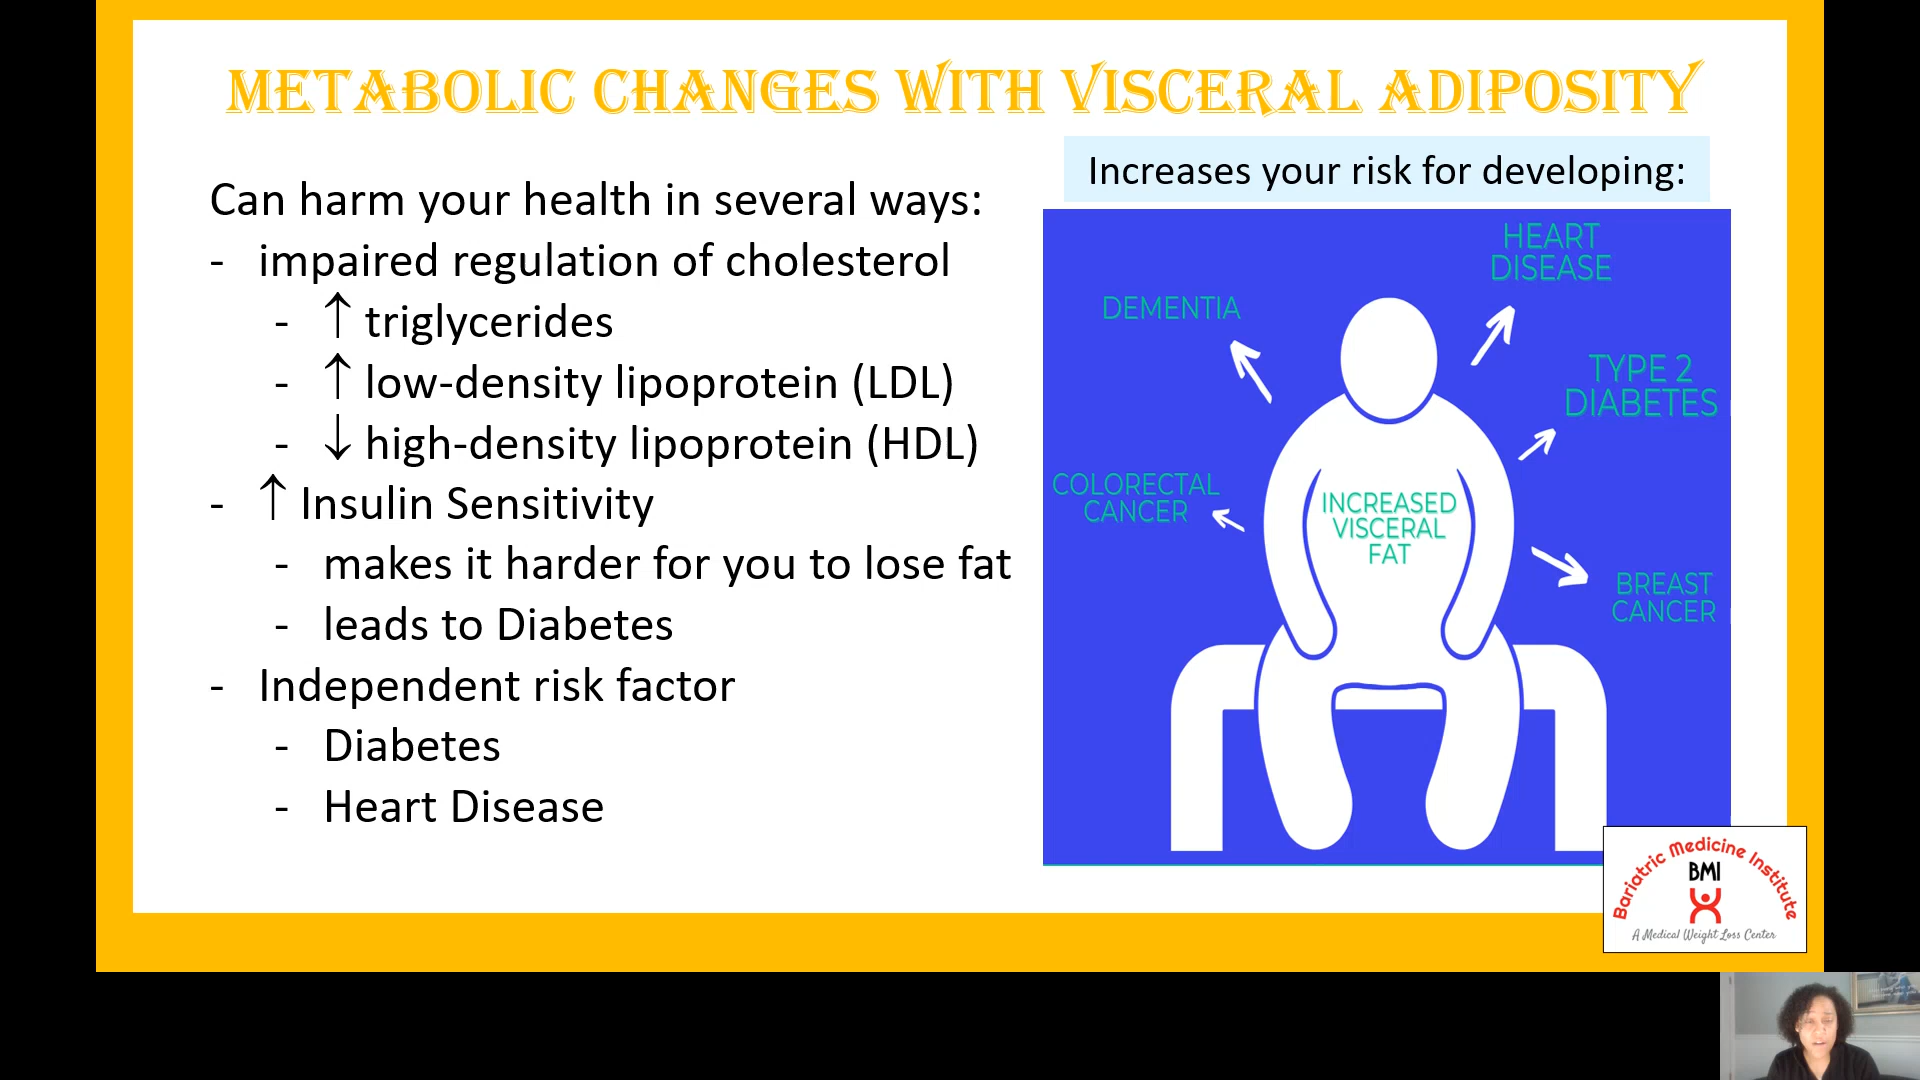 METABOLIC CHANGES WITH VISCERAL ADIPOSITY
Can harm your health in several ways:
- impaired regulation of cholesterol
- ↑ triglycerides
- ↑ low-density lipoprotein (LDL)
- ↓ high-density lipoprotein (HDL)
- ↑ Insulin Sensitivity
- makes it harder for you to lose fat
- leads to Diabetes
- Independent risk factor
- Diabetes
- Heart Disease
Increases your risk for developing:
HEART
DISEASE
DEMENTIA
TYPE 2
DIABETES
COLORECTAL
CANCER
INCREASED
VISCERAL
FAT
BREAST
CANCER
Bariatric Medicine Institute
BMI
A Medical Weight Loss Center